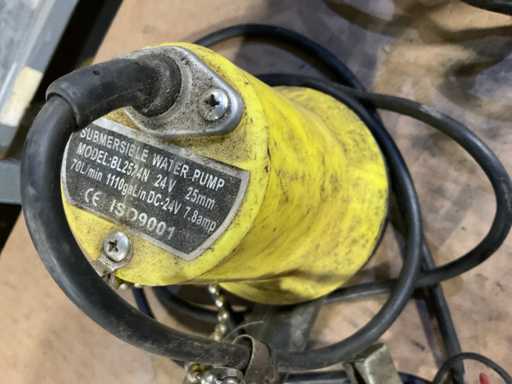 SUBMERSIBLE WATER PUMP
MODEL:BL2524N 24V 25mm
70L/min 1110gal/h DC-24V 7.8amp
CE ISO9001